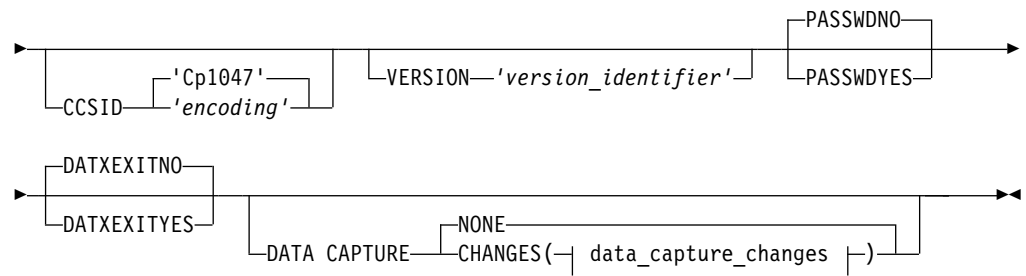 PASSWDNO
VERSION 'version_identifier' PASSWDYES
'Cp1047'
CCSID 'encoding'
DATXEXITNO
DATXEXITYES
NONE
DATA CAPTURE CHANGES( data_capture_changes )